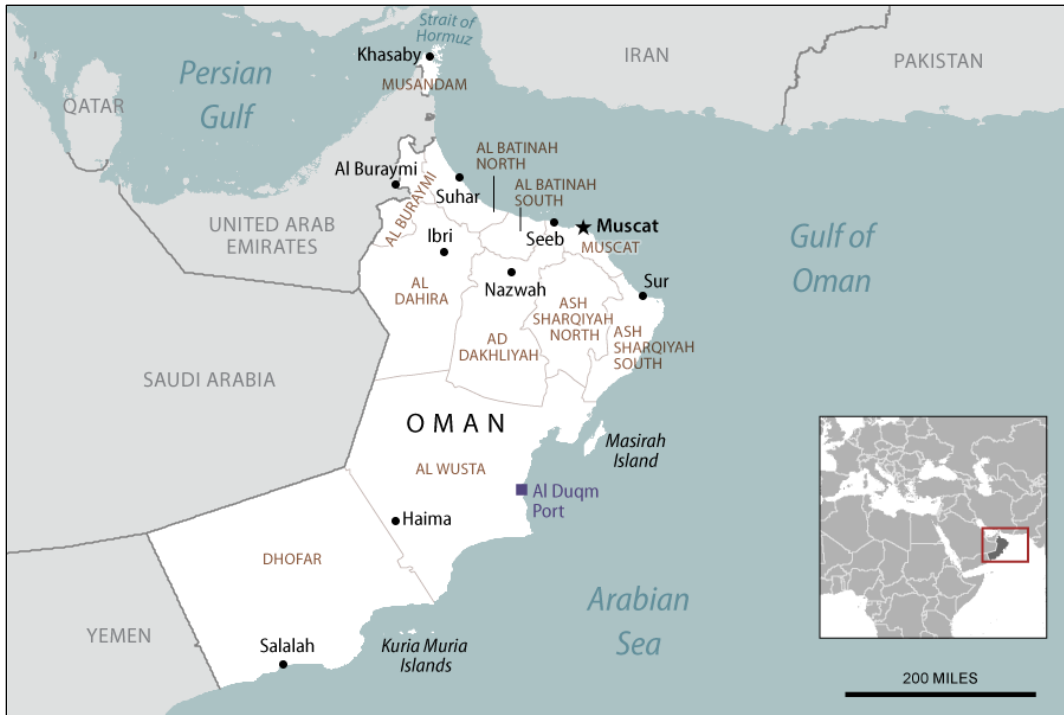 Strait of
Hormuz
Khasaby
IRAN
PAKISTAN
Persian
Gulf
MUSANDAM
QATAR
AL BATINAH
NORTH
Al Buraymi
AL BATINAH
SOUTH
Suhar
UNITED ARAB
EMIRATES
AL BURAYMI
Ibri
Seeb
Muscat
MUSCAT
Gulf of
Oman
Sur
AL
DAHIRA
Nazwah
ASH
SHARQIYAH
NORTH
AD
DAKHLIYAH
ASH
SHARQIYAH
SOUTH
SAUDI ARABIA
OMAN
Masirah
Island
AL WUSTA
Al Duqm
Port
Haima
DHOFAR
Arabian
Sea
YEMEN
Salalah
Kuria Muria
Islands
200 MILES